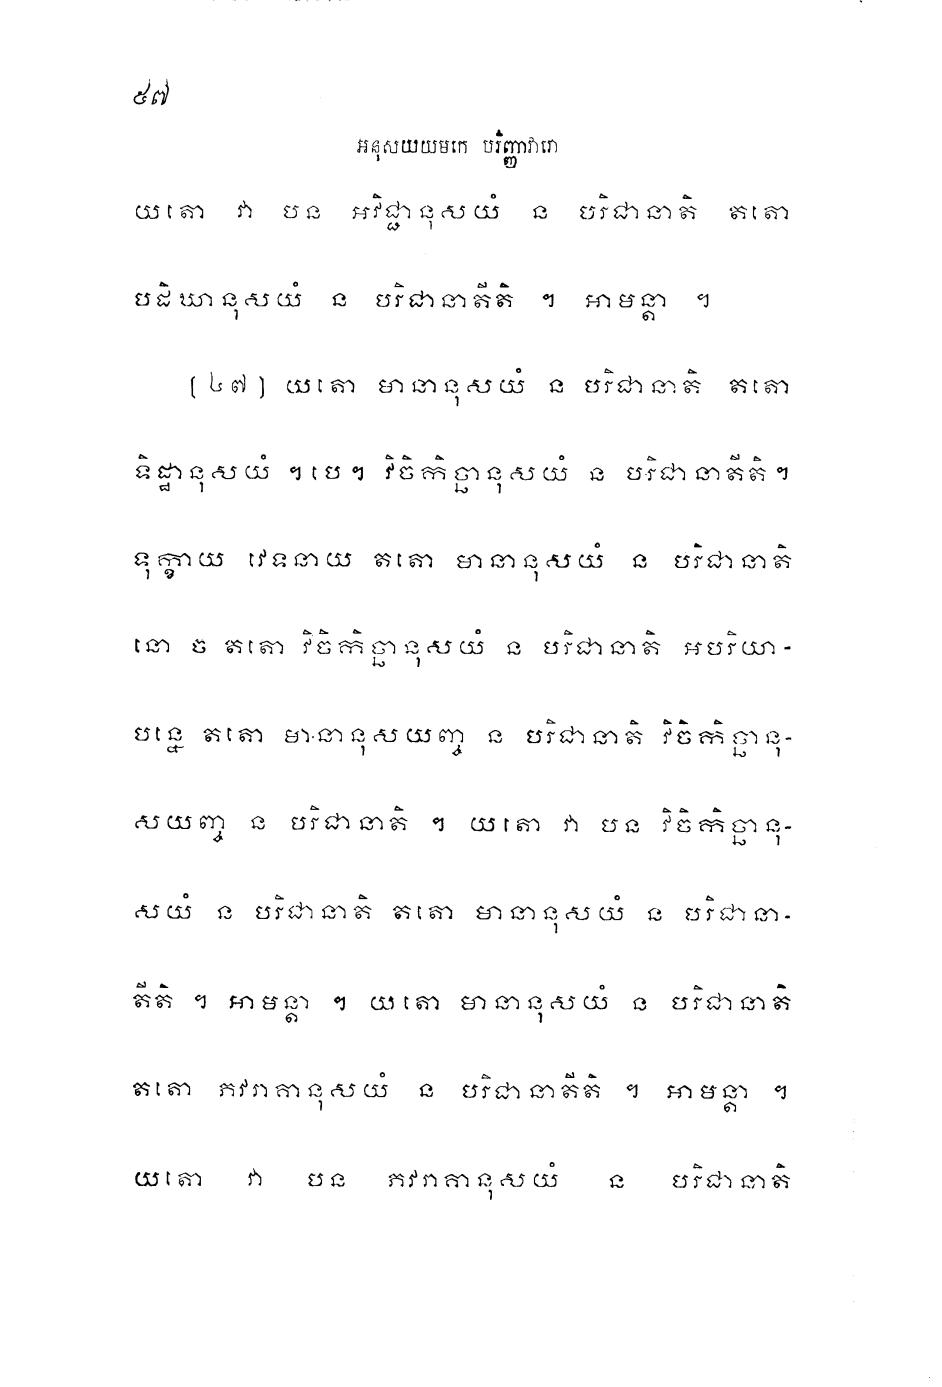 ៥៧
អនុសយយមកេ បរិញ្ញាវារោ
យតោ វា បន អវិជ្ជានុសយំ ន បរិជានាតិ តតោ
បដិឃានុសយំ ន បរិជានាតីតិ ។ អាមន្តា ។
(៤៧) យតោ មានានុសយំ ន បរិជានាតិ តតោ
ទិដ្ឋានុសយំ ។ បេ ។ វិចិកិច្ឆានុសយំ ន បរិជានាតីតិ ។
ទុក្ខាយ វេទនាយ តតោ មានានុសយំ ន បរិជានាតិ
នោ ច តតោ វិចិកិច្ឆានុសយំ ន បរិជានាតិ អបរិយា-
បន្នេ តតោ មានានុសយញ្ច ន បរិជានាតិ វិចិកិច្ឆានុ-
សយញ្ច ន បរិជានាតិ ។ យតោ វា បន វិចិកិច្ឆានុ-
សយំ ន បរិជានាតិ តតោ មានានុសយំ ន បរិជានា-
តីតិ ។ អាមន្តា ។ យតោ មានានុសយំ ន បរិជានាតិ
តតោ ភវរាគានុសយំ ន បរិជានាតីតិ ។ អាមន្តា ។
យតោ វា បន ភវរាគានុសយំ ន បរិជានាតិ